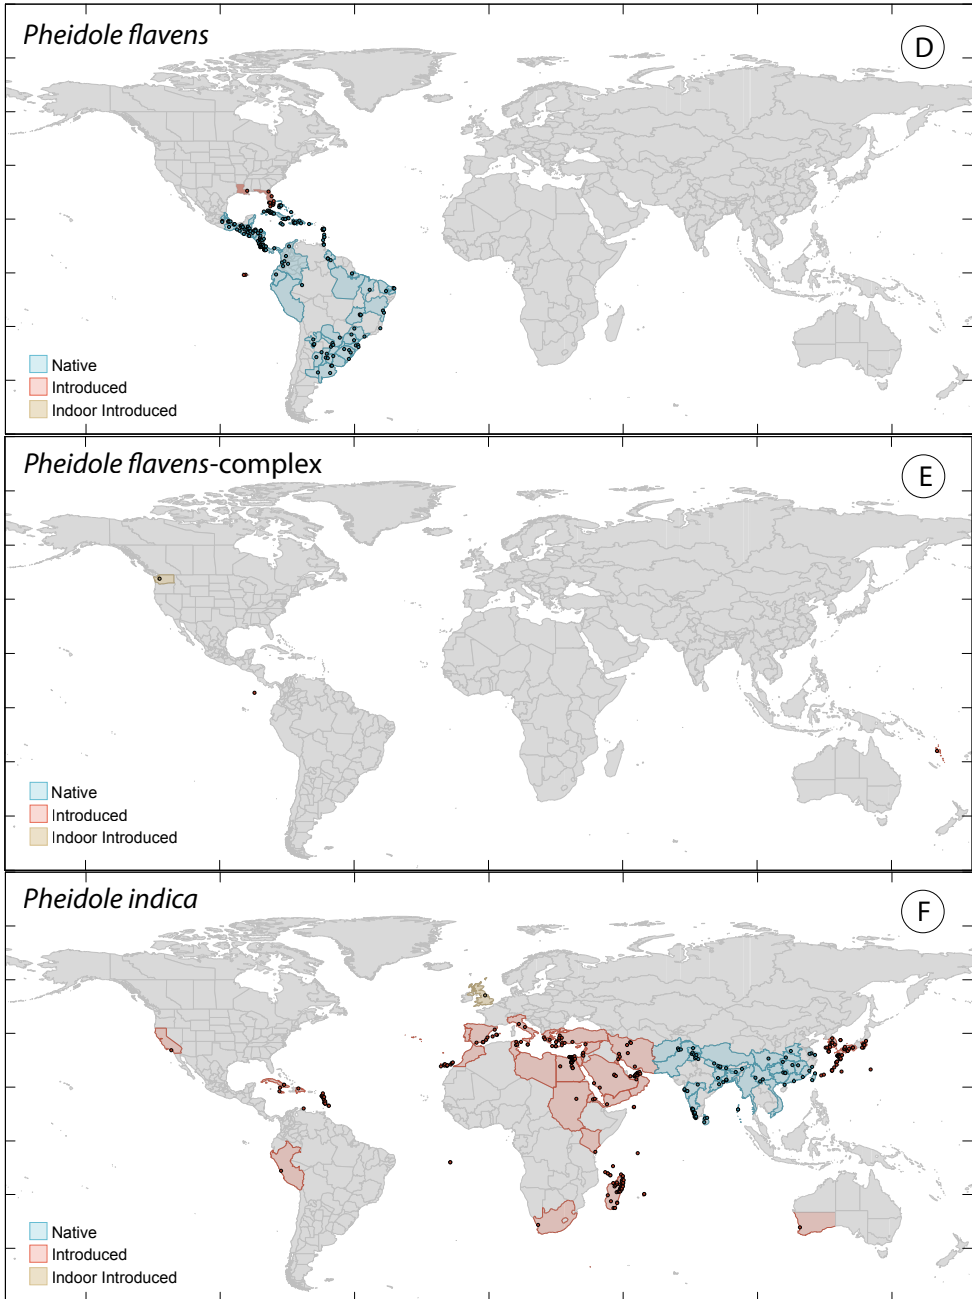 Pheidole flavens
D
Native
Introduced
Indoor Introduced
Pheidole flavens-complex
E
Native
Introduced
Indoor Introduced
Pheidole indica
F
Native
Introduced
Indoor Introduced